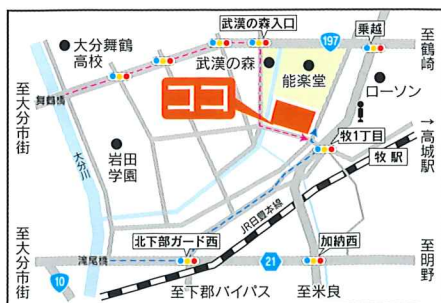 武漢の森入口
197
乗越
至鶴崎
大分舞鶴
高校
武漢の森
能楽堂
ローソン
舞鶴橋
ココ
至大分市街
大分川
岩田
学園
牧1丁目
→高城駅
牧 駅
JR日豊本線
至大分市街
滝尾橋
北下部ガード西
21
加納西
至明野
10
至下郡バイパス
至米良